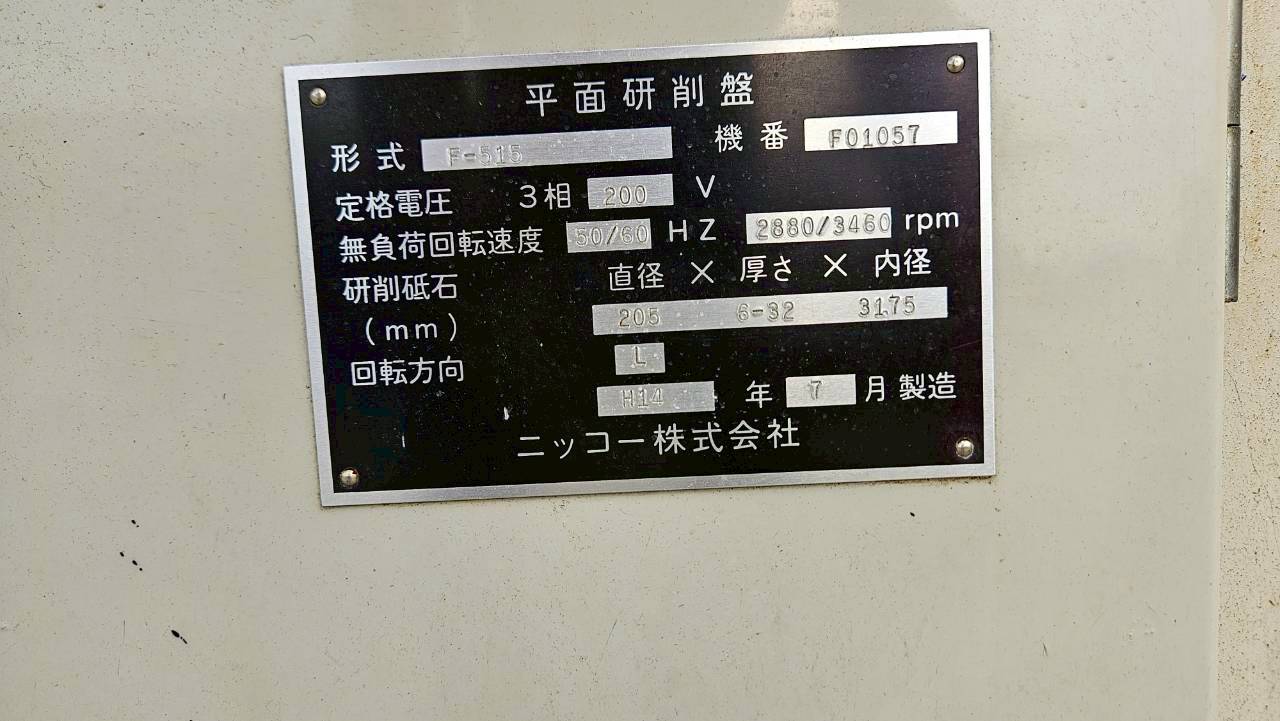 平面研削盤
形式 F-515 機番 F01057
定格電圧 3相 200 V
無負荷回転速度 50/60 HZ 2880/3460 rpm
研削砥石 直径 × 厚さ × 内径
(mm) 205 6-32 3175
回転方向 L
H14 年 7 月製造
ニッコー株式会社